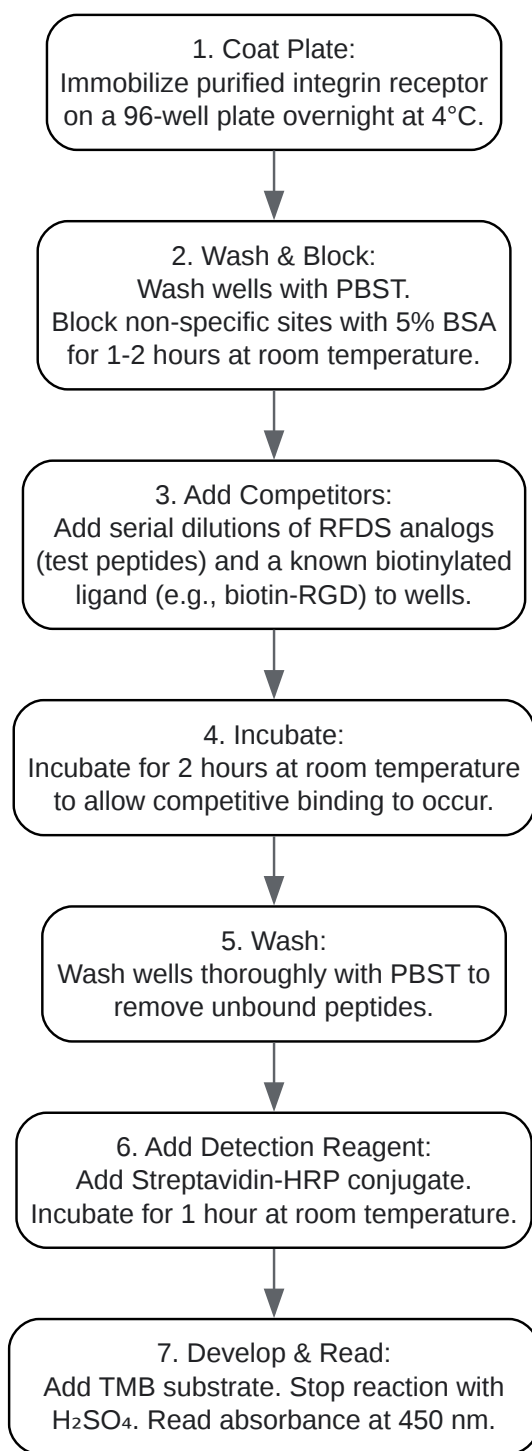 1. Coat Plate:
Immobilize purified integrin receptor
on a 96-well plate overnight at 4°C.
2. Wash & Block:
Wash wells with PBST.
Block non-specific sites with 5% BSA
for 1-2 hours at room temperature.
3. Add Competitors:
Add serial dilutions of RFDS analogs
(test peptides) and a known biotinylated
ligand (e.g., biotin-RGD) to wells.
4. Incubate:
Incubate for 2 hours at room temperature
to allow competitive binding to occur.
5. Wash:
Wash wells thoroughly with PBST to
remove unbound peptides.
6. Add Detection Reagent:
Add Streptavidin-HRP conjugate.
Incubate for 1 hour at room temperature.
7. Develop & Read:
Add TMB substrate. Stop reaction with
H₂SO₄. Read absorbance at 450 nm.